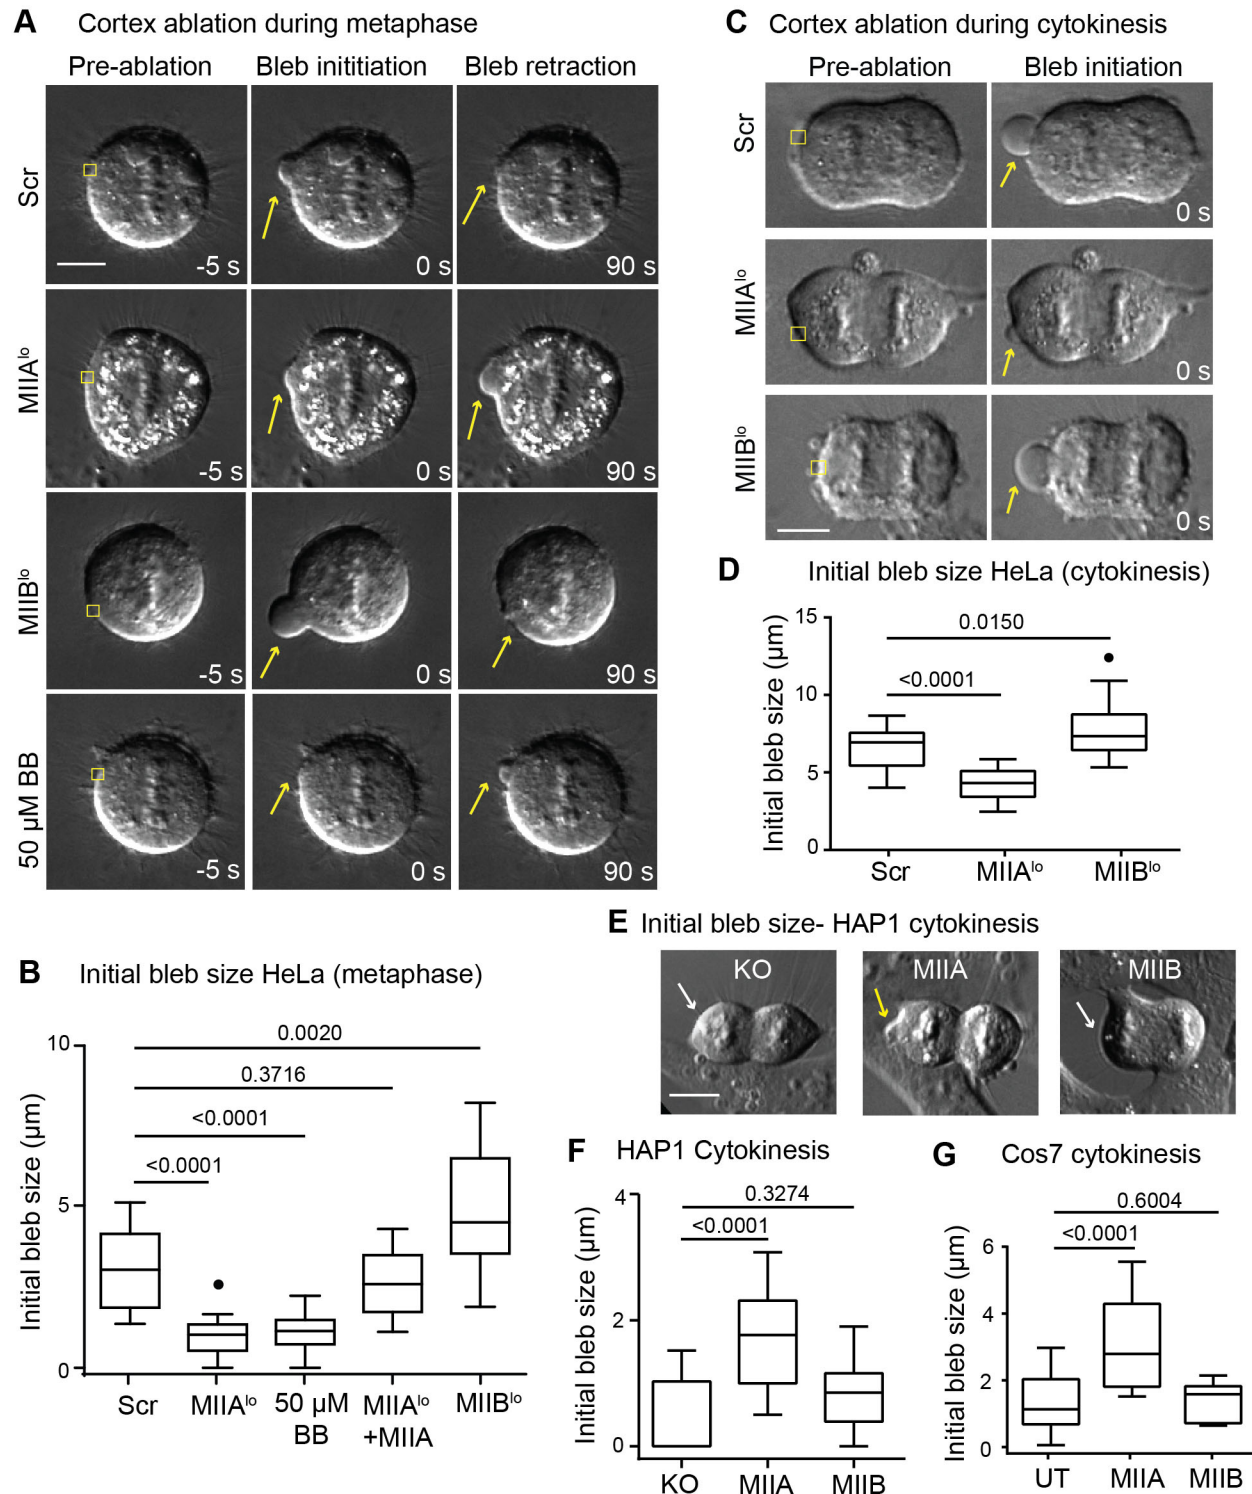 A Cortex ablation during metaphase
Pre-ablation Bleb inititiation Bleb retraction
Scr
-5 s 0 s 90 s
MIIAlo
-5 s 0 s 90 s
MIIBlo
-5 s 0 s 90 s
50 µM BB
-5 s 0 s 90 s
B Initial bleb size HeLa (metaphase)
Initial bleb size (µm)
10
5
0
0.0020
0.3716
<0.0001
<0.0001
Scr MIIAlo 50 µM MIIAlo MIIBlo
BB +MIIA
C Cortex ablation during cytokinesis
Pre-ablation Bleb initiation
Scr
0 s
MIIAlo
0 s
MIIBlo
0 s
D Initial bleb size HeLa (cytokinesis)
Initial bleb size (µm)
15
10
5
0
0.0150
<0.0001
Scr MIIAlo MIIBlo
E Initial bleb size- HAP1 cytokinesis
KO MIIA MIIB
F HAP1 Cytokinesis
Initial bleb size (µm)
4
2
0
0.3274
<0.0001
KO MIIA MIIB
G Cos7 cytokinesis
Initial bleb size (µm)
6
4
2
0
0.6004
<0.0001
UT MIIA MIIB